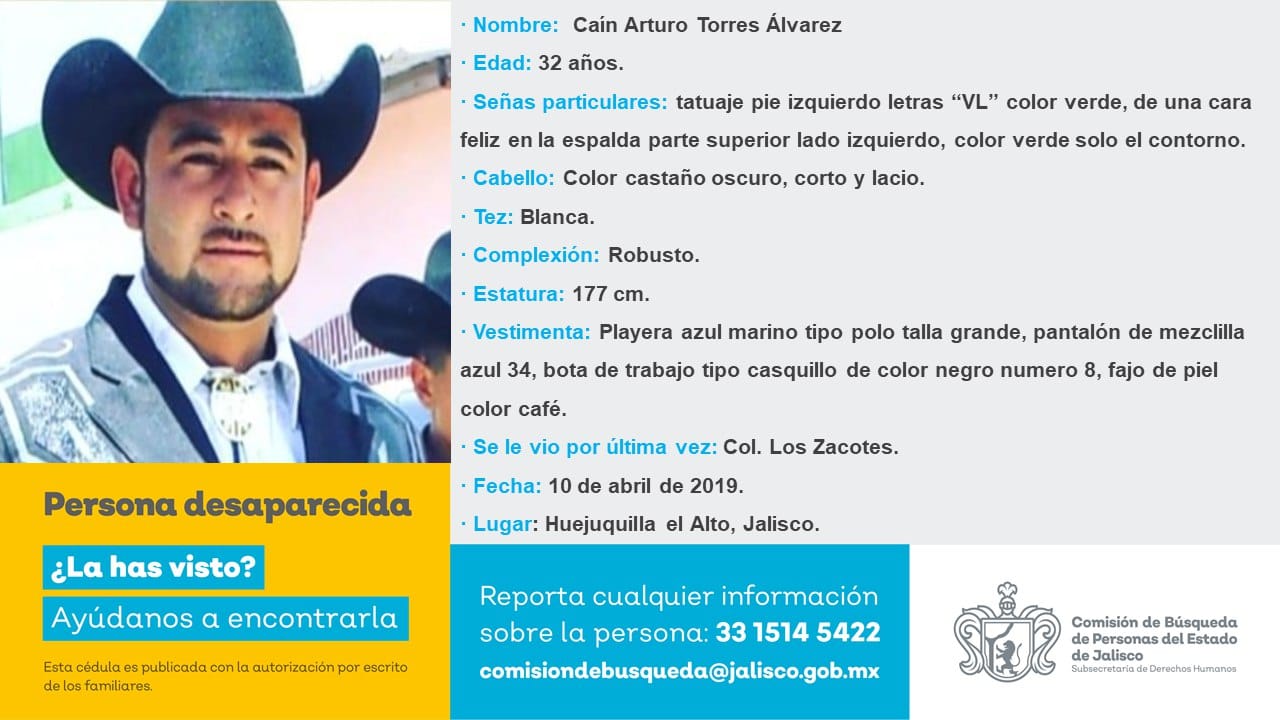 · Nombre: Caín Arturo Torres Álvarez
· Edad: 32 años.
· Señas particulares: tatuaje pie izquierdo letras “VL” color verde, de una cara
feliz en la espalda parte superior lado izquierdo, color verde solo el contorno.
· Cabello: Color castaño oscuro, corto y lacio.
· Tez: Blanca.
· Complexión: Robusto.
· Estatura: 177 cm.
· Vestimenta: Playera azul marino tipo polo talla grande, pantalón de mezclilla
azul 34, bota de trabajo tipo casquillo de color negro numero 8, fajo de piel
color café.
· Se le vio por última vez: Col. Los Zacotes.
· Fecha: 10 de abril de 2019.
· Lugar: Huejuquilla el Alto, Jalisco.
Persona desaparecida
¿La has visto?
Ayúdanos a encontrarla
Esta cédula es publicada con la autorización por escrito
de los familiares.
Reporta cualquier información
sobre la persona: 33 1514 5422
comisiondebusqueda@jalisco.gob.mx
Comisión de Búsqueda
de Personas del Estado
de Jalisco
Subsecretaría de Derechos Humanos